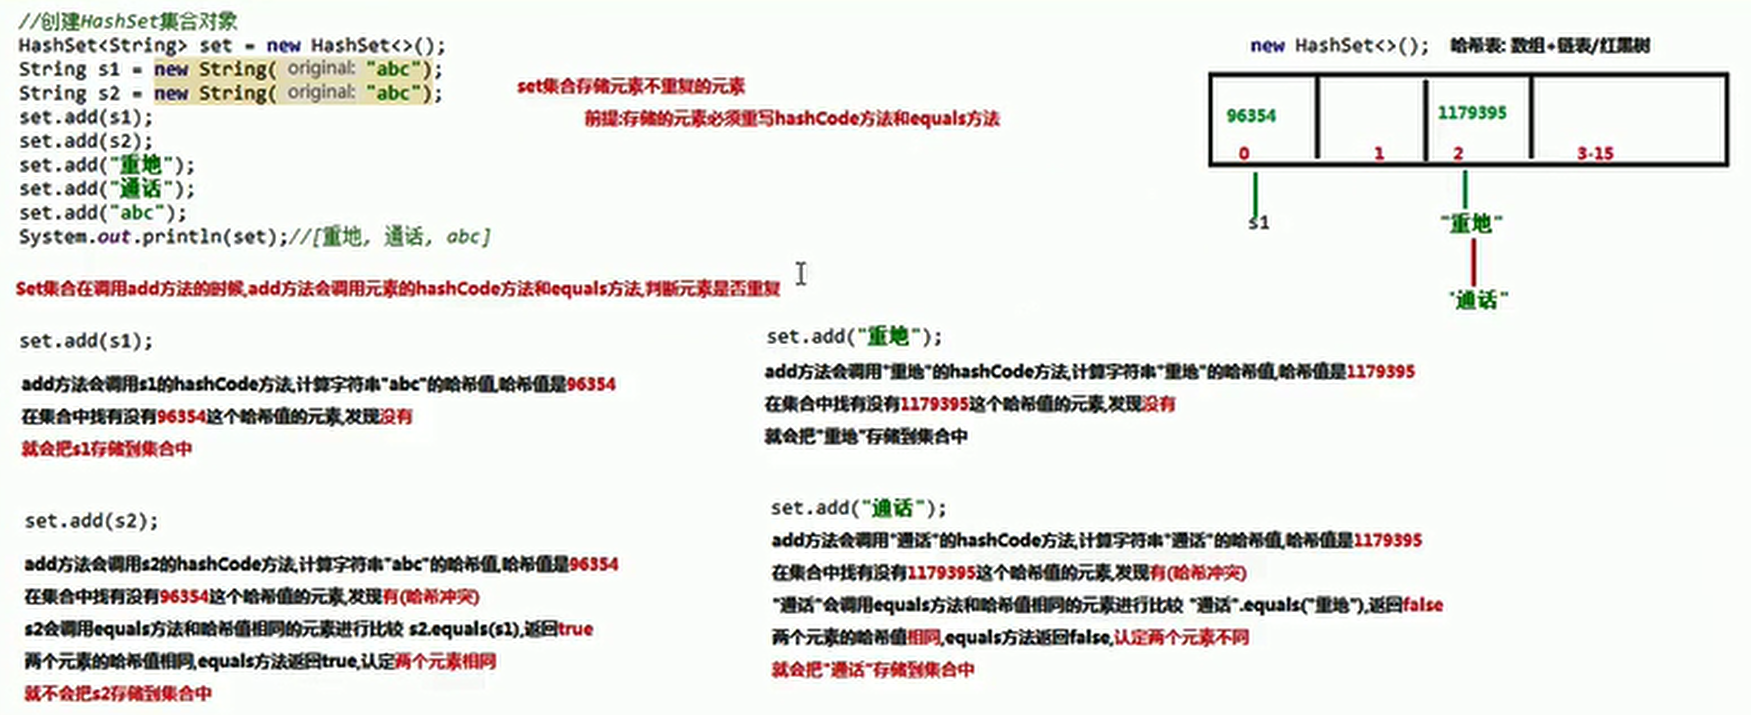 //创建HashSet集合对象
HashSet<String> set = new HashSet<>();
String s1 = new String( original: "abc");
String s2 = new String( original: "abc");
set.add(s1);
set.add(s2);
set.add("重地");
set.add("通话");
set.add("abc");
System.out.println(set);//[重地, 通话, abc]
set集合存储元素不重复的元素
前提:存储的元素必须重写hashCode方法和equals方法
new HashSet<>(); 哈希表: 数组+链表/红黑树
96354
1179395
0
1
2
3-15
s1
"重地"
"通话"
Set集合在调用add方法的时候,add方法会调用元素的hashCode方法和equals方法,判断元素是否重复
set.add(s1);
add方法会调用s1的hashCode方法,计算字符串"abc"的哈希值,哈希值是96354
在集合中找有没有96354这个哈希值的元素,发现没有
就会把s1存储到集合中
set.add(s2);
add方法会调用s2的hashCode方法,计算字符串"abc"的哈希值,哈希值是96354
在集合中找有没有96354这个哈希值的元素,发现有(哈希冲突)
s2会调用equals方法和哈希值相同的元素进行比较 s2.equals(s1),返回true
两个元素的哈希值相同,equals方法返回true,认定两个元素相同
就不会把s2存储到集合中
set.add("重地");
add方法会调用"重地"的hashCode方法,计算字符串"重地"的哈希值,哈希值是1179395
在集合中找有没有1179395这个哈希值的元素,发现没有
就会把"重地"存储到集合中
set.add("通话");
add方法会调用"通话"的hashCode方法,计算字符串"通话"的哈希值,哈希值是1179395
在集合中找有没有1179395这个哈希值的元素,发现有(哈希冲突)
"通话"会调用equals方法和哈希值相同的元素进行比较 "通话".equals("重地"),返回false
两个元素的哈希值相同,equals方法返回false,认定两个元素不同
就会把"通话"存储到集合中